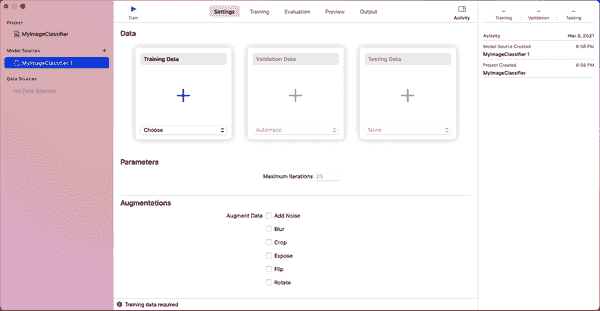 Project
MyImageClassifier
Model Sources +
MyImageClassifier 1
Data Sources
No Data Sources
Train
Settings Training Evaluation Preview Output
Activity
Data
Training Data Validation Data Testing Data
Choose Automatic None
Parameters
Maximum Iterations 25
Augmentations
Augment Data Add Noise
Blur
Crop
Expose
Flip
Rotate
Training data required
-- -- --
Training Validation Testing
Activity Mar 8, 2021
Model Source Created 9:58 PM
MyImageClassifier 1
Project Created 9:58 PM
MyImageClassifier